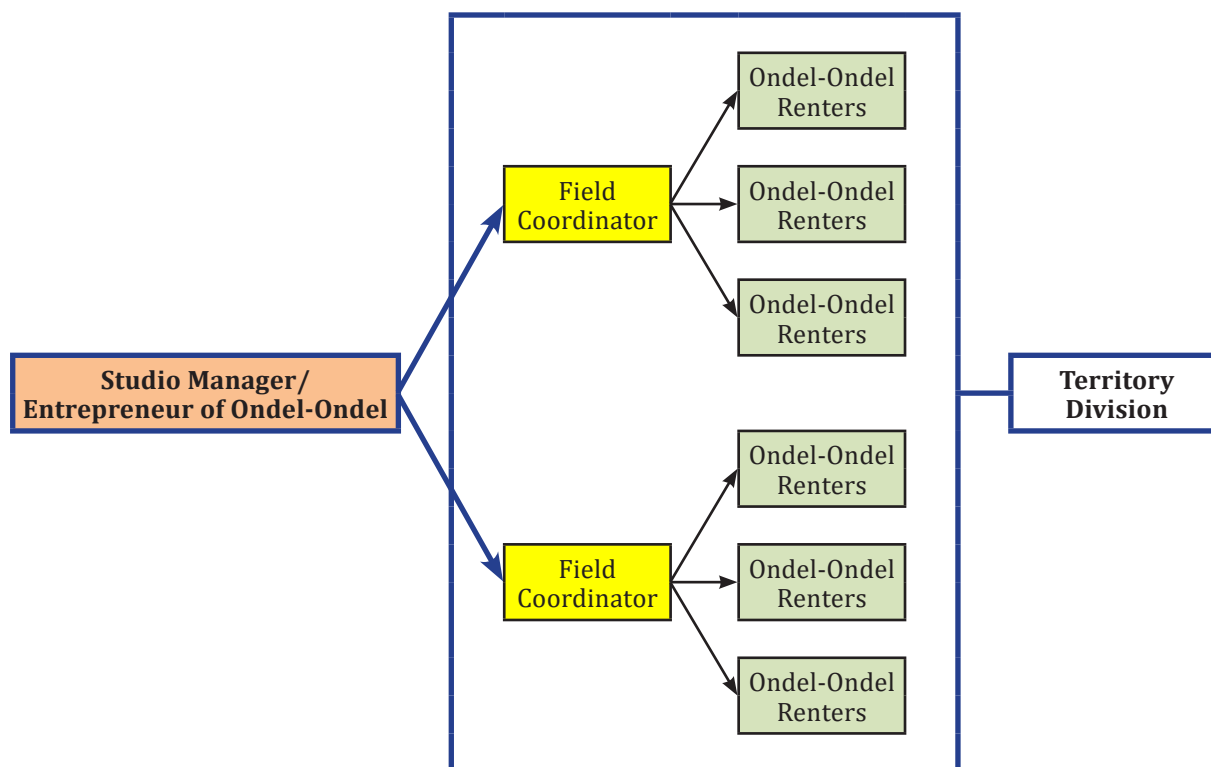 Studio Manager/
Entrepreneur of Ondel-Ondel
Field
Coordinator
Ondel-Ondel
Renters
Ondel-Ondel
Renters
Ondel-Ondel
Renters
Field
Coordinator
Ondel-Ondel
Renters
Ondel-Ondel
Renters
Ondel-Ondel
Renters
Territory
Division